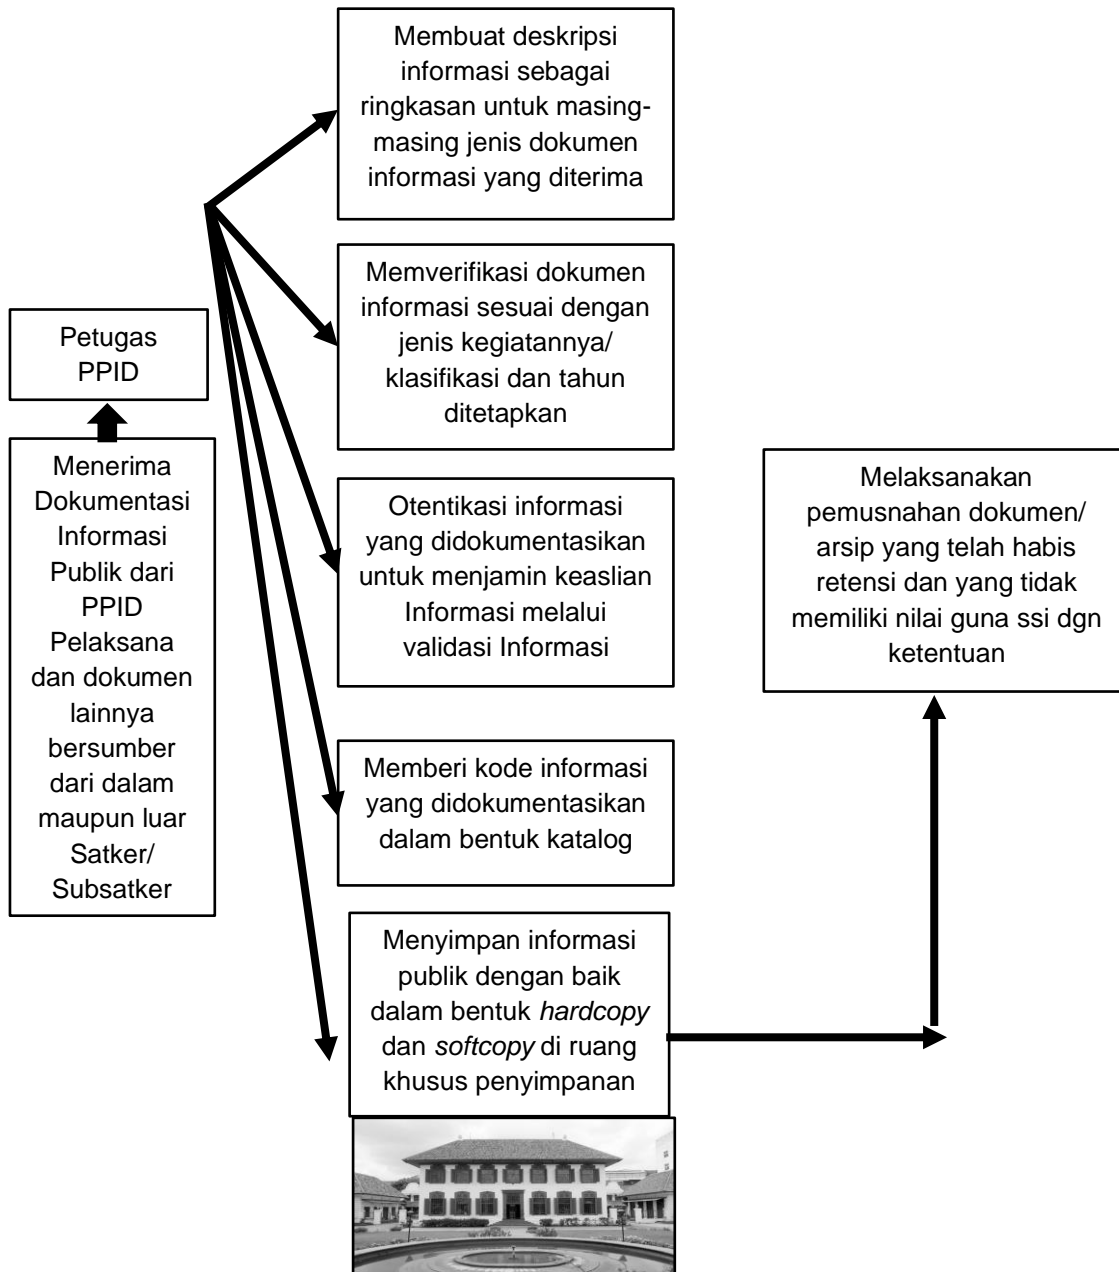 Membuat deskripsi
informasi sebagai
ringkasan untuk masing-
masing jenis dokumen
informasi yang diterima
Memverifikasi dokumen
informasi sesuai dengan
jenis kegiatannya/
klasifikasi dan tahun
ditetapkan
Petugas
PPID
Menerima
Dokumentasi
Informasi
Publik dari
PPID
Pelaksana
dan dokumen
lainnya
bersumber
dari dalam
maupun luar
Satker/
Subsatker
Otentikasi informasi
yang didokumentasikan
untuk menjamin keaslian
Informasi melalui
validasi Informasi
Melaksanakan
pemusnahan dokumen/
arsip yang telah habis
retensi dan yang tidak
memiliki nilai guna ssi dgn
ketentuan
Memberi kode informasi
yang didokumentasikan
dalam bentuk katalog
Menyimpan informasi
publik dengan baik
dalam bentuk hardcopy
dan softcopy di ruang
khusus penyimpanan